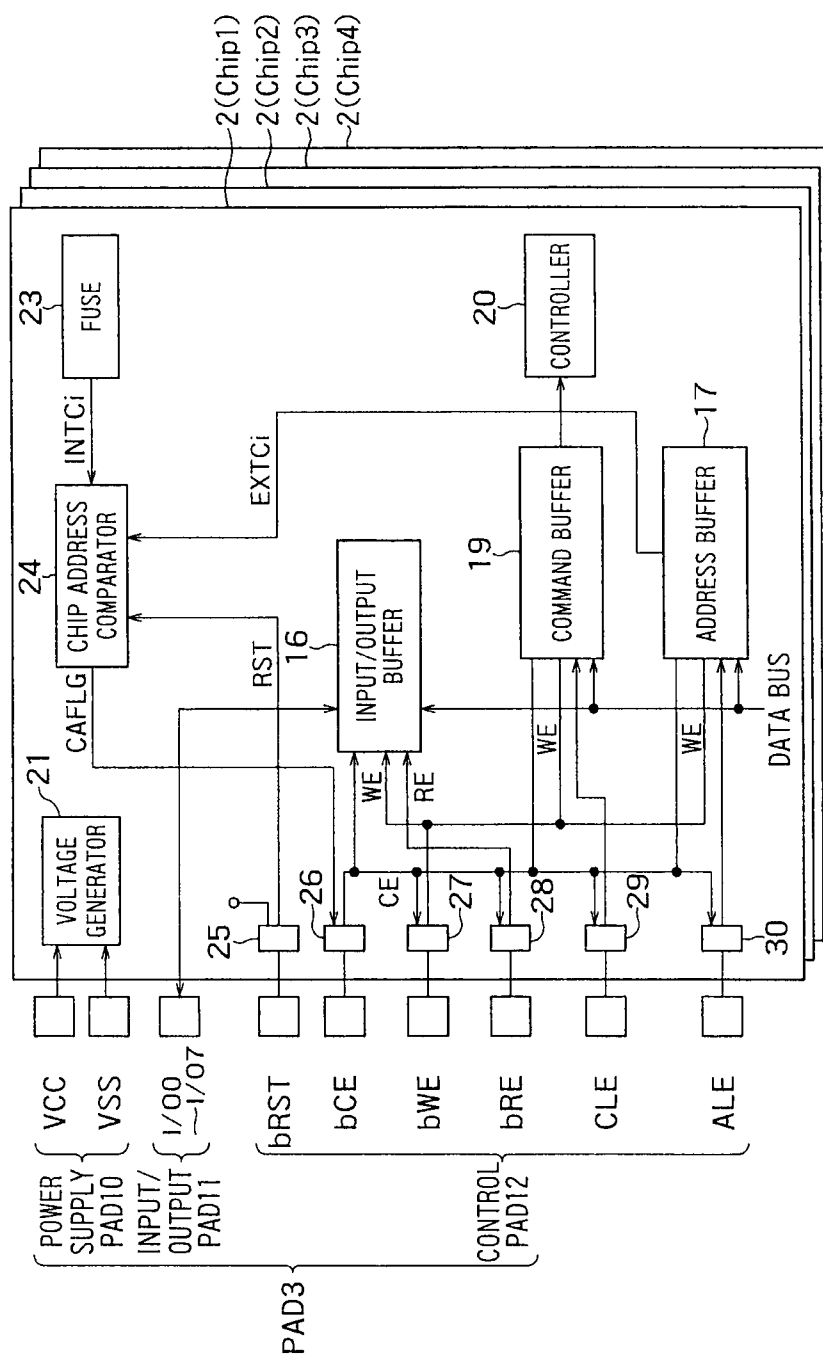 2(Chip1)
2(Chip2)
2(Chip3)
2(Chip4)
23
FUSE
INTCi
24
CHIP ADDRESS
COMPARATOR
CAFLG
21
VOLTAGE
GENERATOR
EXTCi
RST
20
CONTROLLER
19
COMMAND BUFFER
17
ADDRESS BUFFER
16
INPUT/OUTPUT
BUFFER
WE
RE
WE
WE
DATA BUS
CE
25
26
27
28
29
30
VCC
VSS
I/O0
~I/O7
bRST
bCE
bWE
bRE
CLE
ALE
POWER
SUPPLY
PAD10
INPUT/
OUTPUT
PAD11
CONTROL
PAD12
PAD3